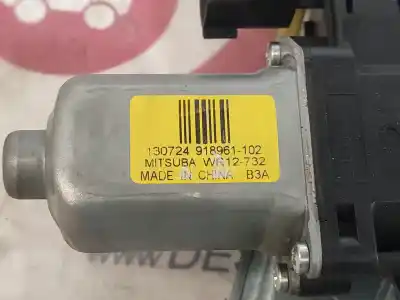 130724 918961-102
MITSUBA WR12-732
MADE IN CHINA B3A